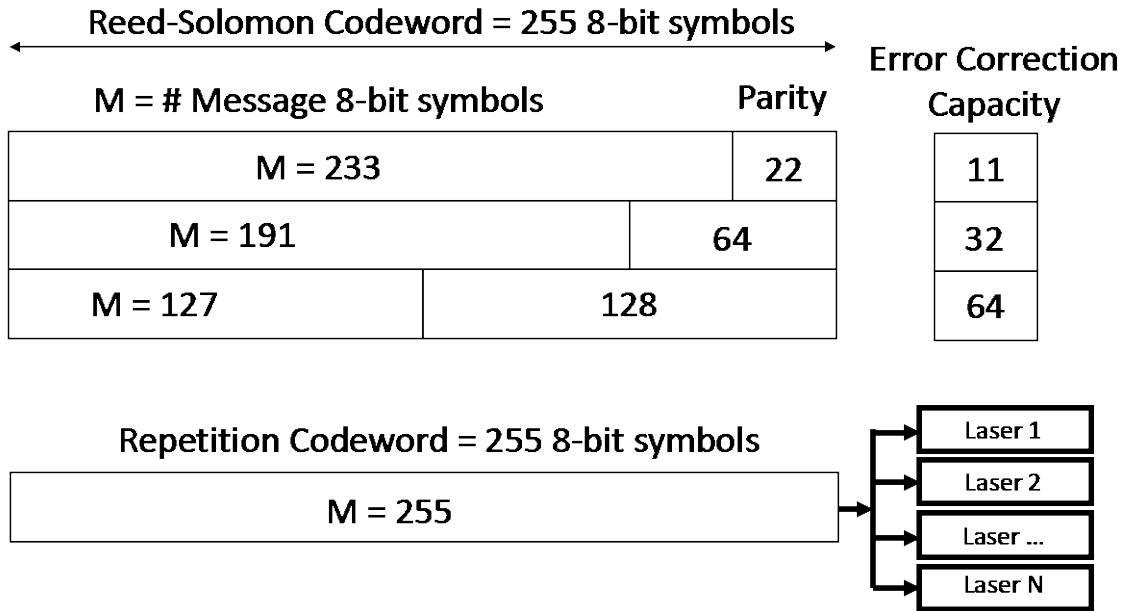 Reed-Solomon Codeword = 255 8-bit symbols
Error Correction
Capacity
M = # Message 8-bit symbols
Parity
M = 233
22
11
M = 191
64
32
M = 127
128
64
Repetition Codeword = 255 8-bit symbols
M = 255
Laser 1
Laser 2
Laser ...
Laser N